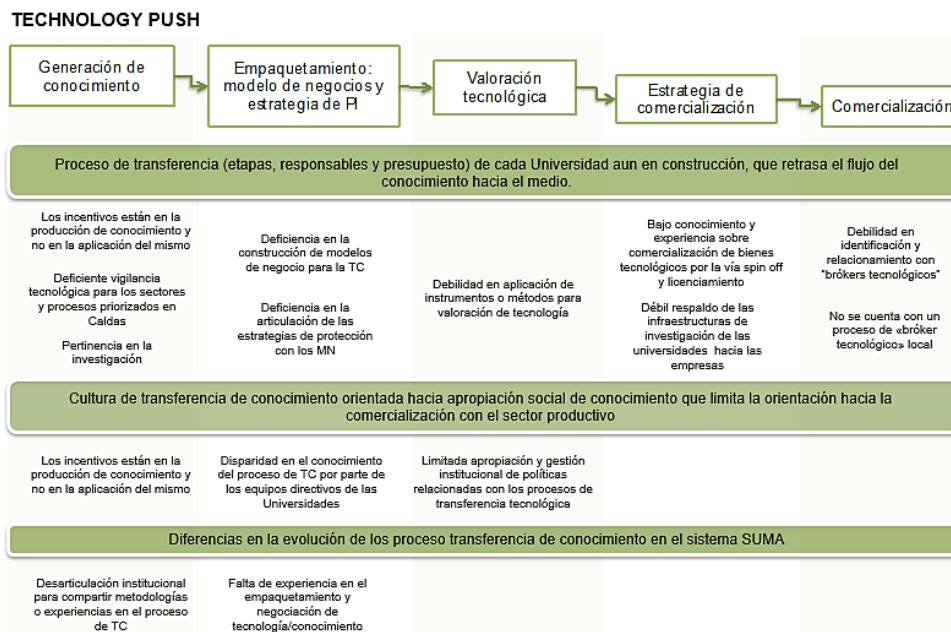 TECHNOLOGY PUSH
Generación de
conocimiento
Empaquetamiento:
modelo de negocios y
estrategia de PI
Valoración
tecnológica
Estrategia de
comercialización
Comercialización
Proceso de transferencia (etapas, responsables y presupuesto) de cada Universidad aun en construcción, que retrasa el flujo del
conocimiento hacia el medio.
Los incentivos están en la
producción de conocimiento y
no en la aplicación del mismo
Deficiente vigilancia
tecnológica para los sectores
y procesos priorizados en
Caldas
Pertinencia en la
investigación
Deficiencia en la
construcción de modelos
de negocio para la TC
Deficiencia en la
articulación de las
estrategias de protección
con los MN
Debilidad en aplicación de
instrumentos o métodos para
valoración de tecnología
Bajo conocimiento y
experiencia sobre
comercialización de bienes
tecnológicos por la vía spin off
y licenciamiento
Débil respaldo de las
infraestructuras de
investigación de las
universidades hacia las
empresas
Debilidad en
identificación y
relacionamiento con
"brókers tecnológicos"
No se cuenta con un
proceso de «bróker
tecnológico» local
Cultura de transferencia de conocimiento orientada hacia apropiación social de conocimiento que limita la orientación hacia la
comercialización con el sector productivo
Los incentivos están en la
producción de conocimiento y
no en la aplicación del mismo
Disparidad en el conocimiento
del proceso de TC por parte de
los equipos directivos de las
Universidades
Limitada apropiación y gestión
institucional de políticas
relacionadas con los procesos de
transferencia tecnológica
Diferencias en la evolución de los proceso transferencia de conocimiento en el sistema SUMA
Desarticulación institucional
para compartir metodologías
o experiencias en el proceso
de TC
Falta de experiencia en el
empaquetamiento y
negociación de
tecnología/conocimiento